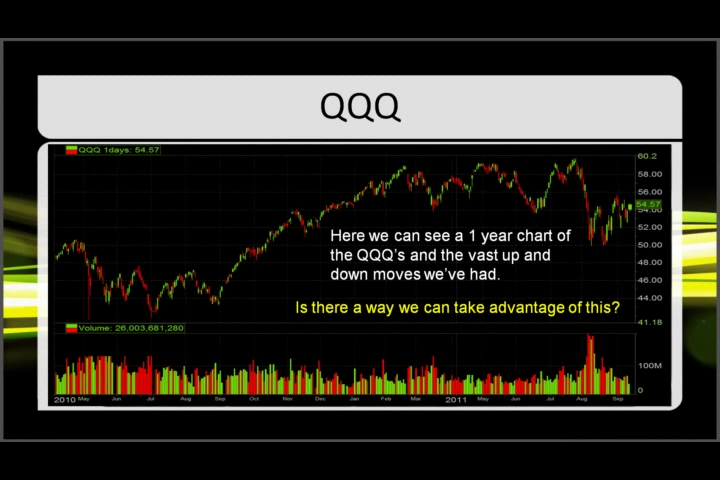 QQQ
QQQ 1days: 54.57
60.2
58.00
56.00
54.57
54.00
52.00
50.00
48.00
46.00
44.00
41.18
Here we can see a 1 year chart of
the QQQ's and the vast up and
down moves we've had.
Is there a way we can take advantage of this?
Volume: 26,003,681,280
100M
0
2010 May Jun Jul Aug Sep Oct Nov Dec Jan Feb Mar 2011 May Jun Jul Aug Sep